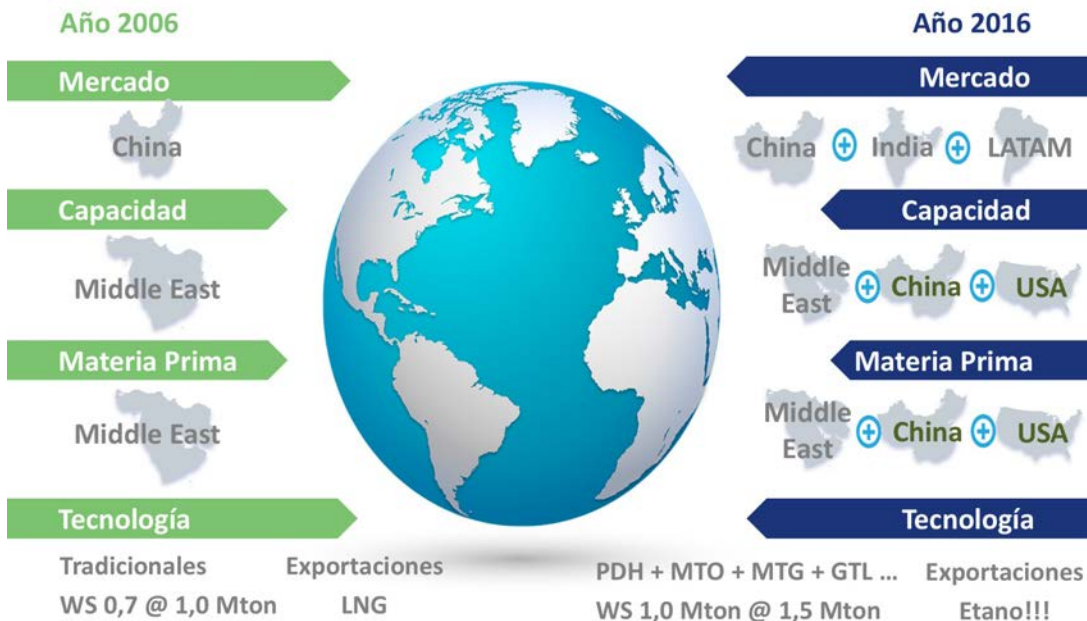 Año 2006
Mercado
China
Capacidad
Middle East
Materia Prima
Middle East
Tecnología
Tradicionales Exportaciones
WS 0,7 @ 1,0 Mton LNG
Año 2016
Mercado
China + India + LATAM
Capacidad
Middle
East + China + USA
Materia Prima
Middle
East + China + USA
Tecnología
PDH + MTO + MTG + GTL ... Exportaciones
WS 1,0 Mton @ 1,5 Mton Etano!!!